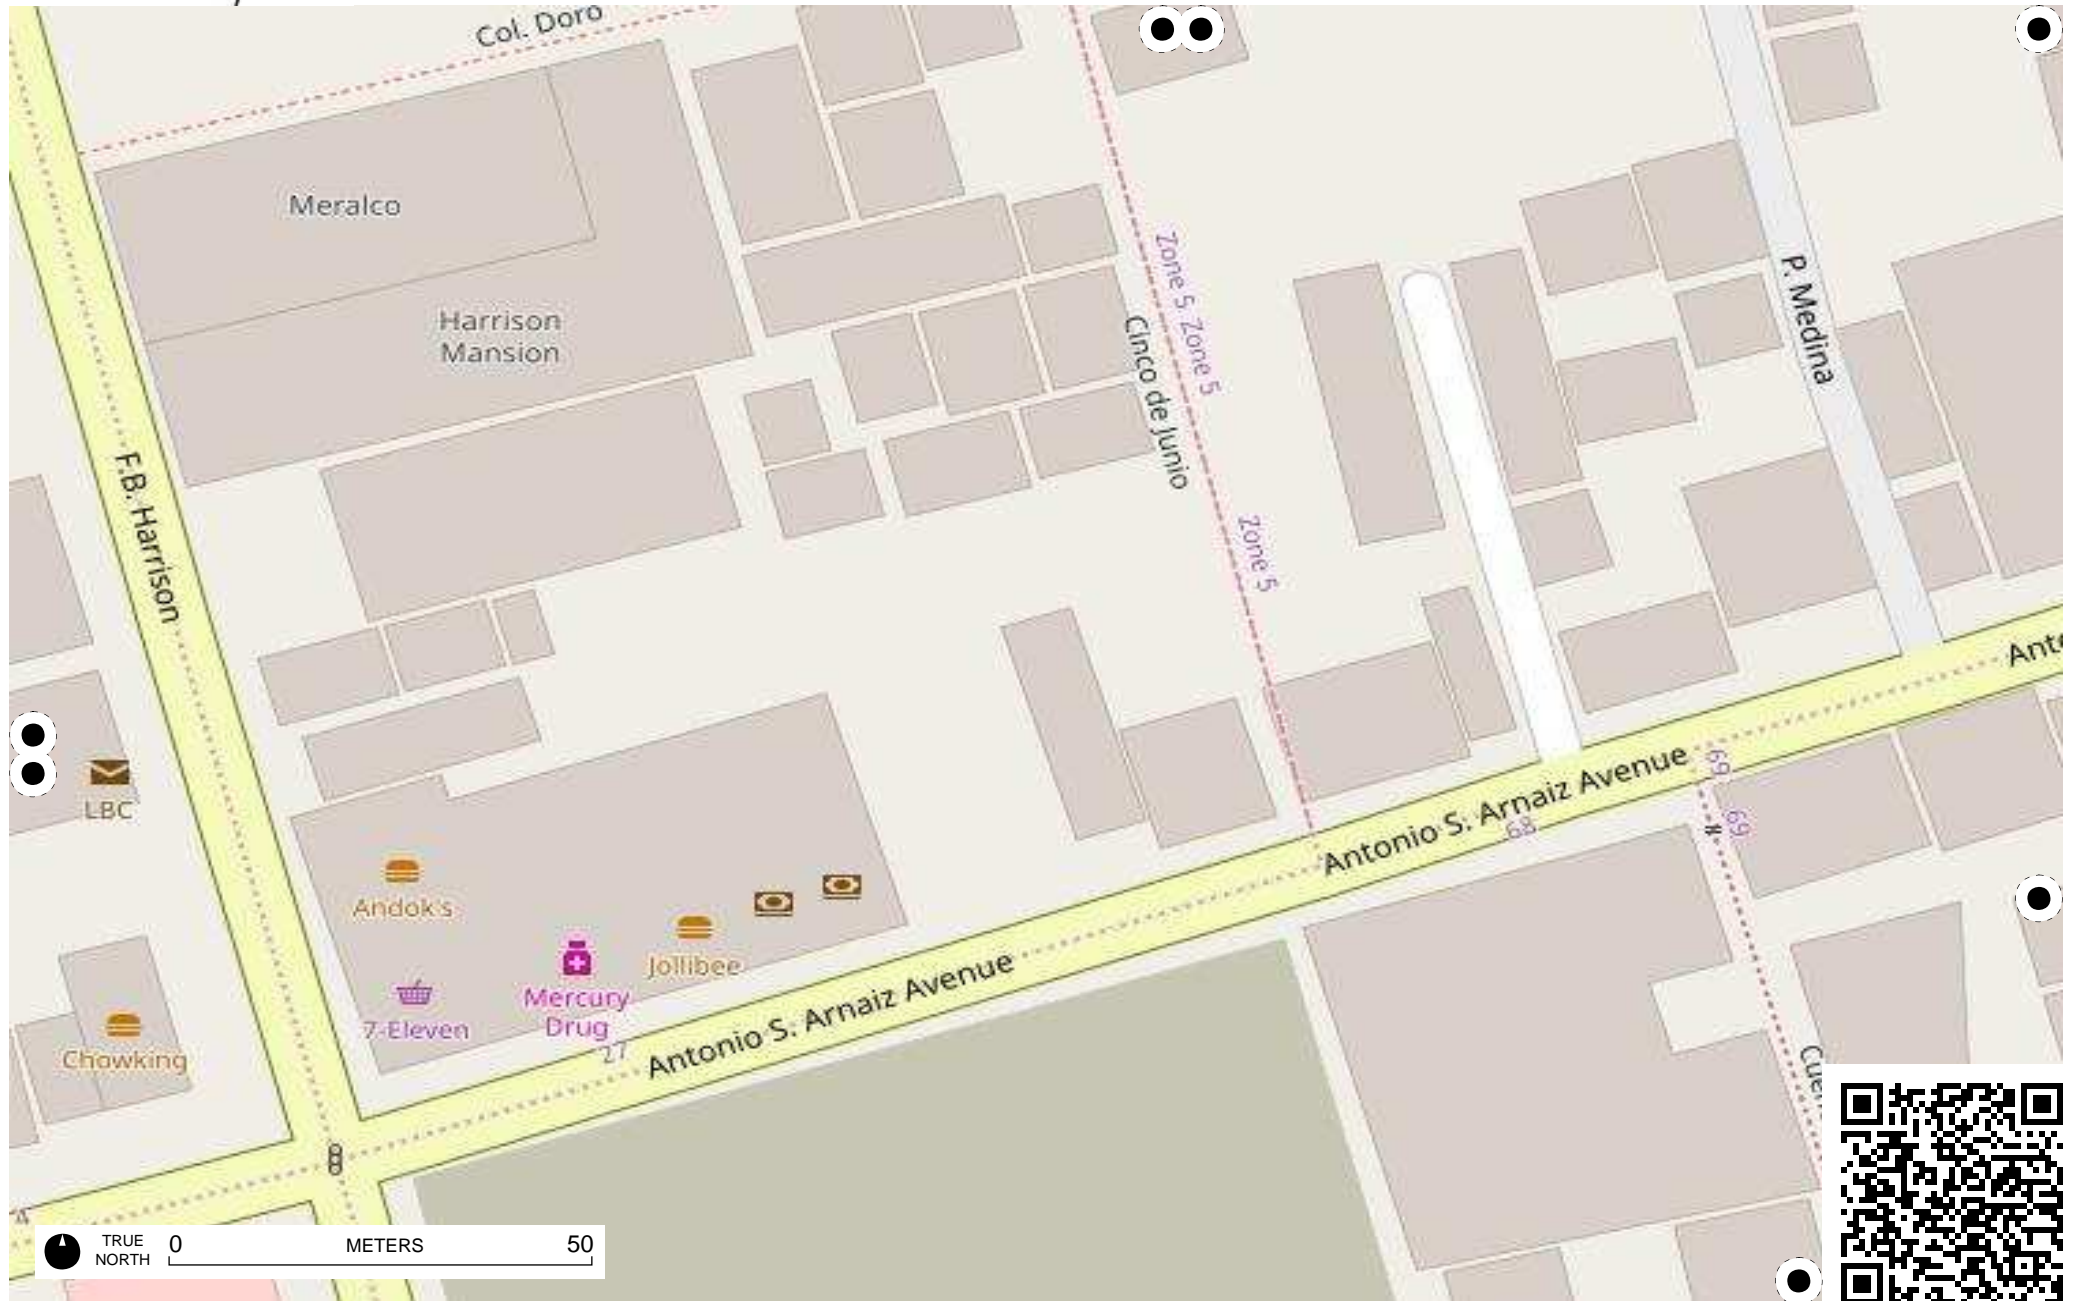 Col. Doro
Meralco
Harrison
Mansion
Zone 5
Zone 5
Cinco de Junio
P. Medina
F.B. Harrison
Zone 5
Anto
LBC
Antonio S. Arnaiz Avenue
69
69
68
Andok's
Jollibee
Mercury
Drug
7-Eleven
Antonio S. Arnaiz Avenue
27
Chowking
4
TRUE
NORTH
0 METERS 50